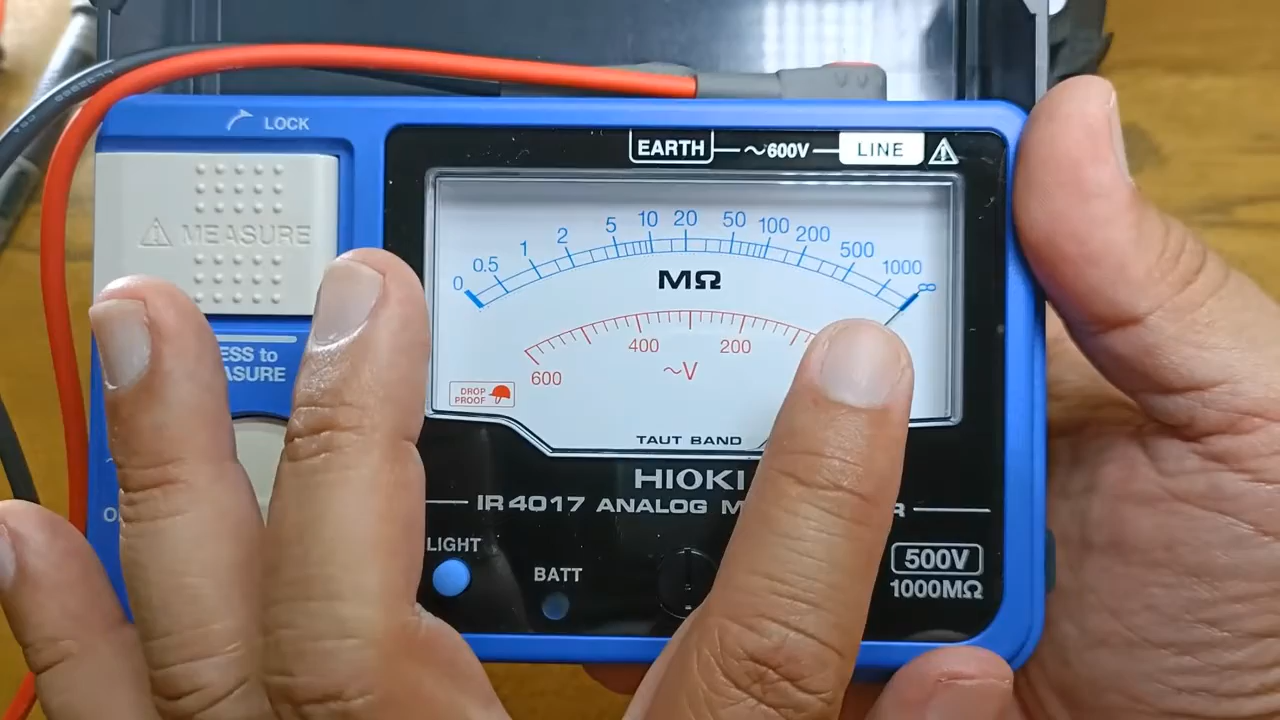 LOCK
EARTH ~600V LINE
MEASURE
0 0.5 1 2 5 10 20 50 100 200 500 1000 ∞
MΩ
600 400 200
~V
DROP
PROOF
TAUT BAND
HIOKI
IR4017 ANALOG
LIGHT
BATT
500V
1000MΩ